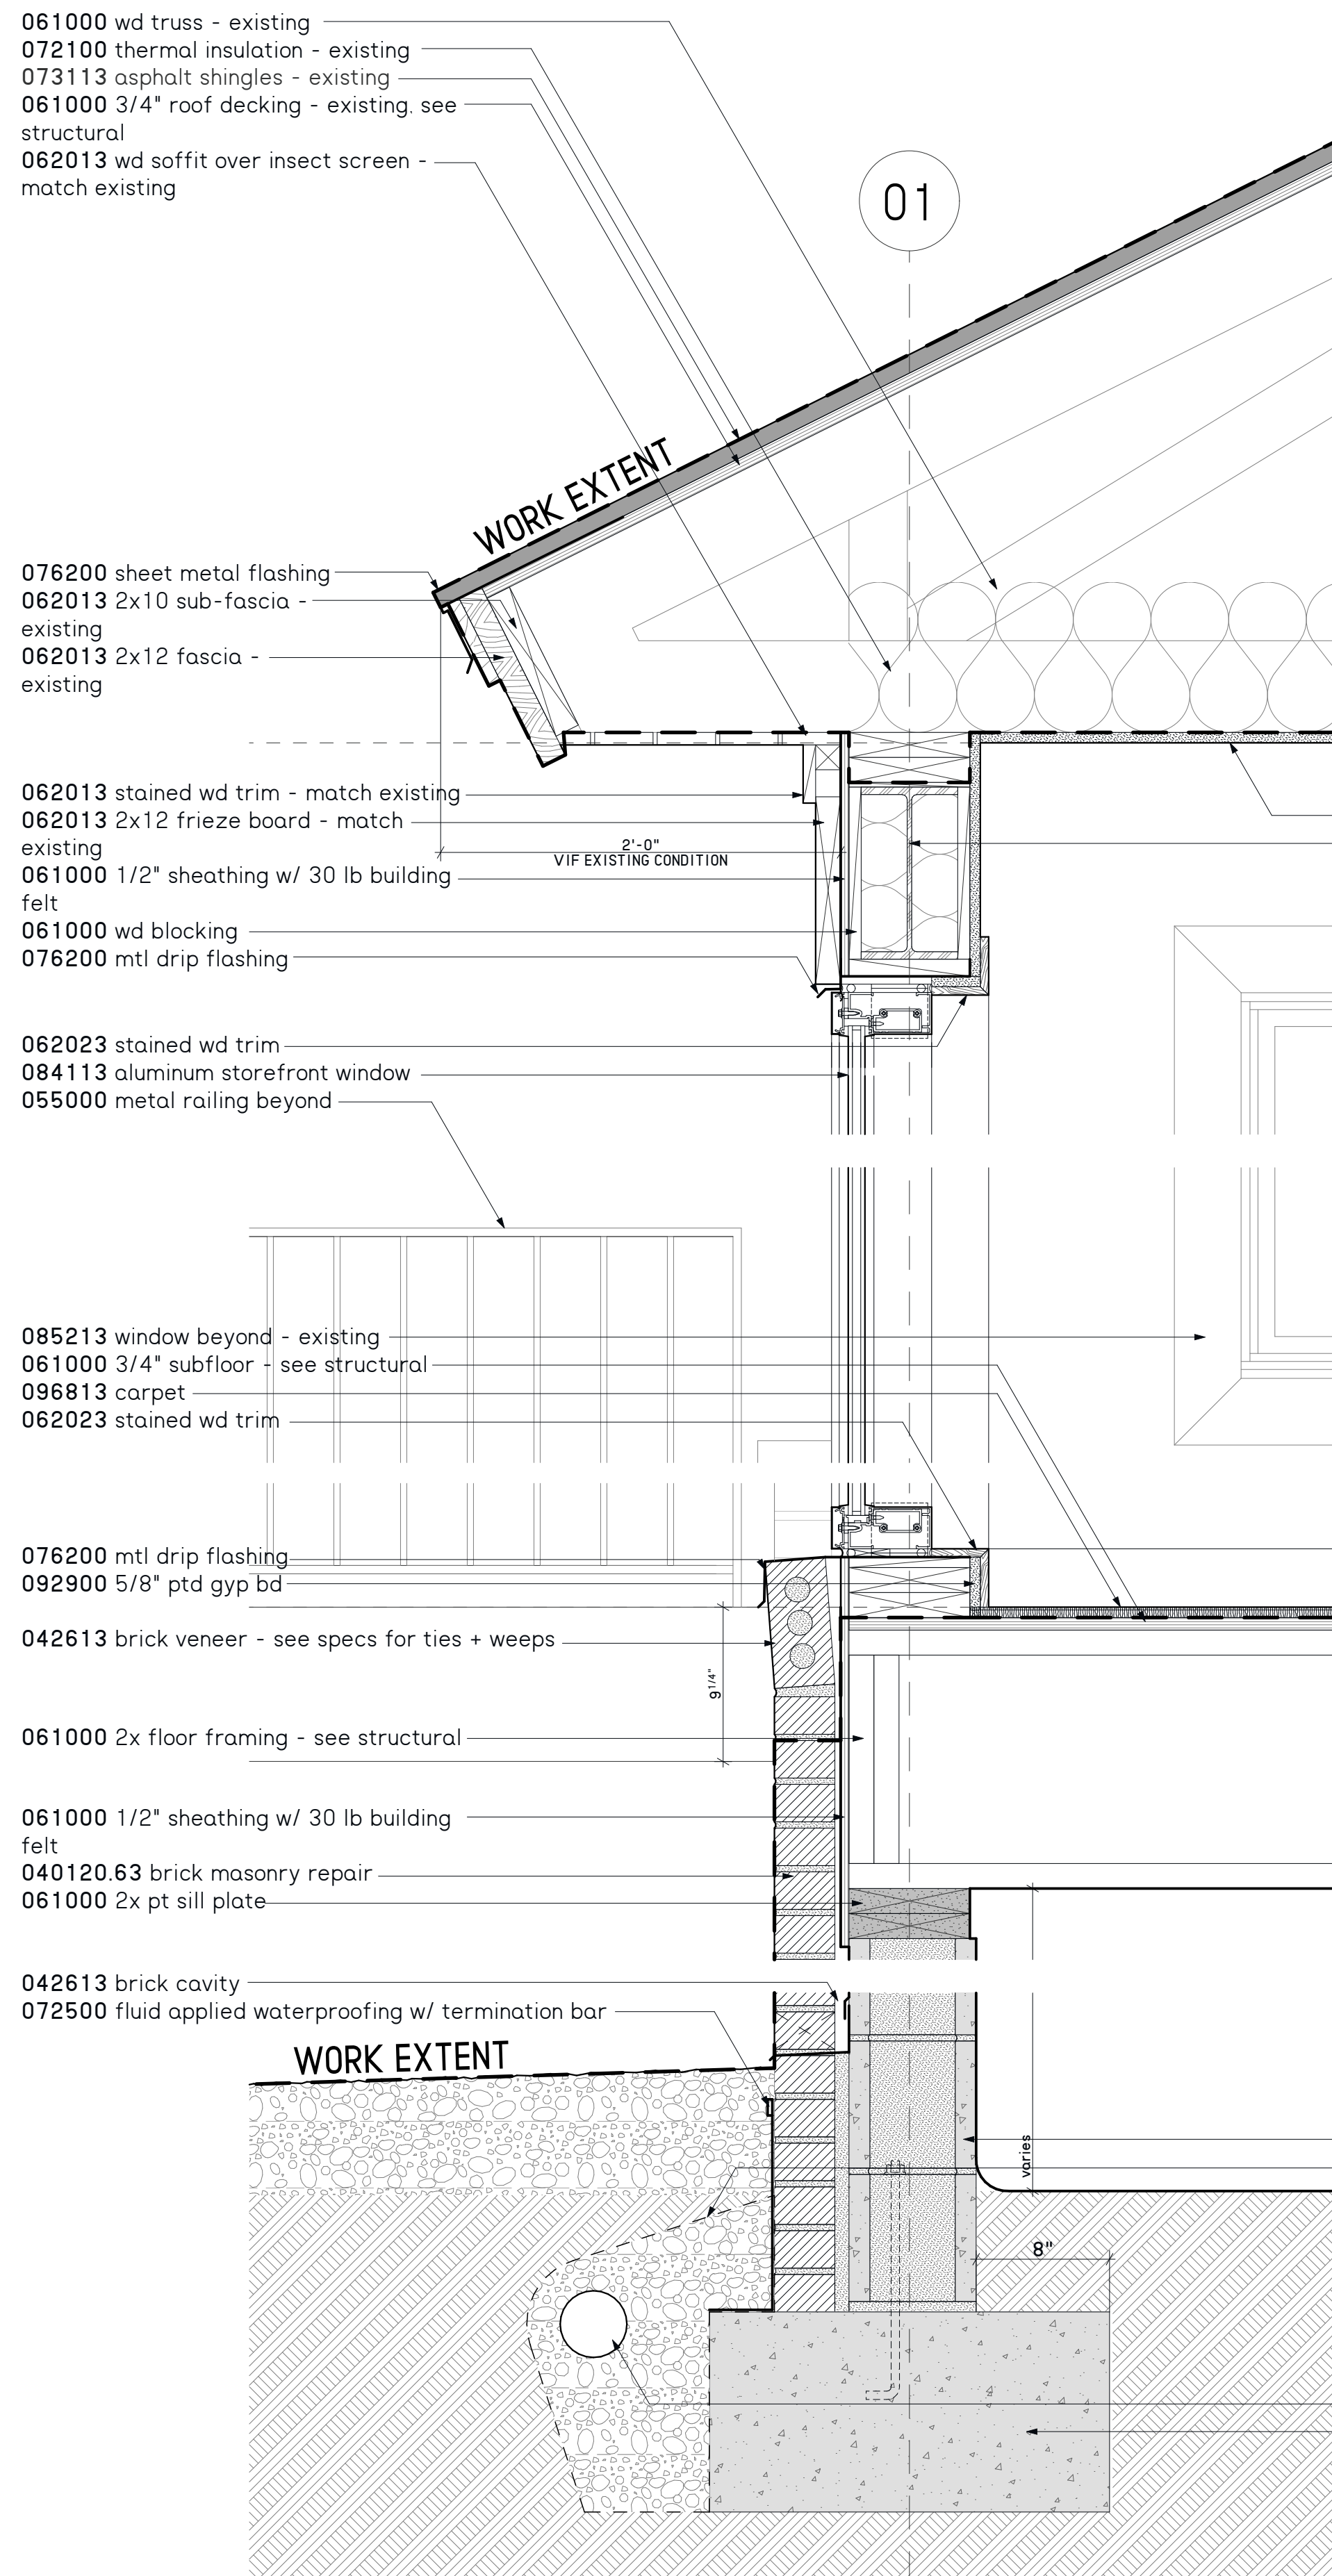 061000 wd truss - existing
072100 thermal insulation - existing
073113 asphalt shingles - existing
061000 3/4" roof decking - existing, see
structural
062013 wd soffit over insect screen -
match existing
01
WORK EXTENT
076200 sheet metal flashing
062013 2x10 sub-fascia -
existing
062013 2x12 fascia -
existing
062013 stained wd trim - match existing
062013 2x12 frieze board - match
existing
2'-0"
VIF EXISTING CONDITION
061000 1/2" sheathing w/ 30 lb building
felt
061000 wd blocking
076200 mtl drip flashing
062023 stained wd trim
084113 aluminum storefront window
055000 metal railing beyond
085213 window beyond - existing
061000 3/4" subfloor - see structural
096813 carpet
062023 stained wd trim
076200 mtl drip flashing
092900 5/8" ptd gyp bd
042613 brick veneer - see specs for ties + weeps
9 1/4"
061000 2x floor framing - see structural
061000 1/2" sheathing w/ 30 lb building
felt
040120.63 brick masonry repair
061000 2x pt sill plate
042613 brick cavity
072500 fluid applied waterproofing w/ termination bar
WORK EXTENT
varies
8"